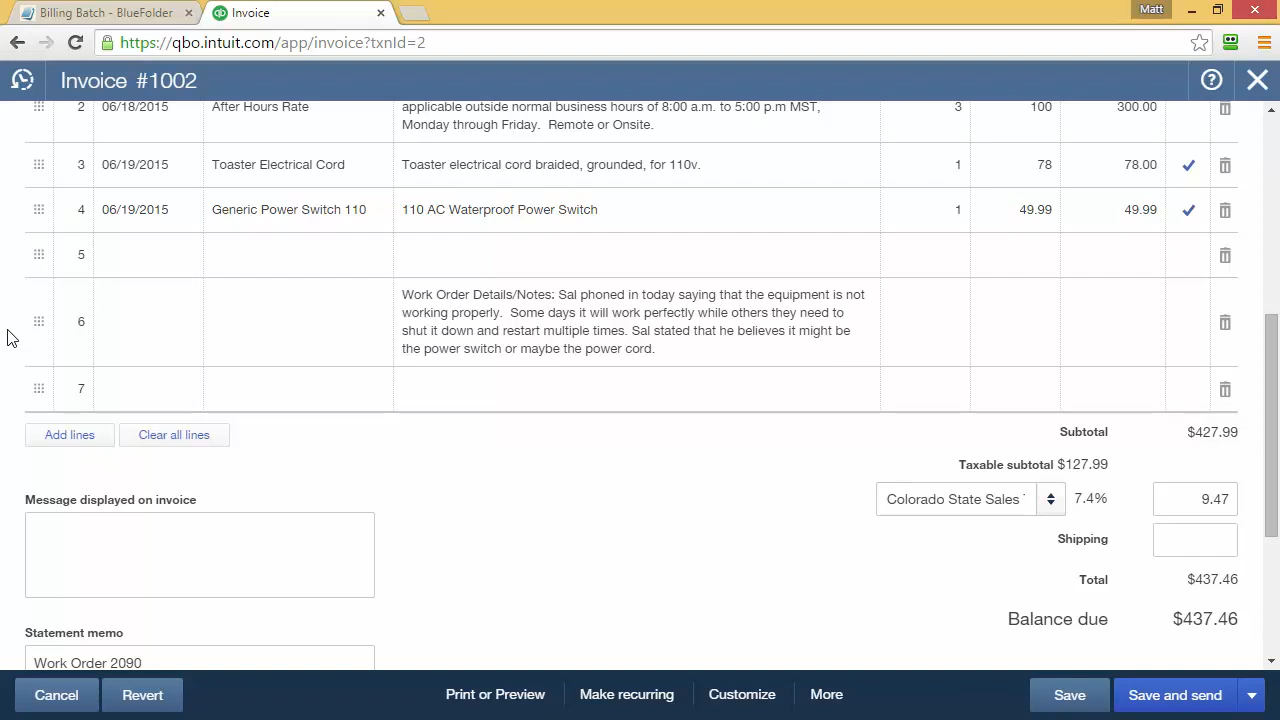 Billing Batch - BlueFolder
Invoice
Matt
https://qbo.intuit.com/app/invoice?txnId=2
Invoice #1002
2 06/18/2015 After Hours Rate applicable outside normal business hours of 8:00 a.m. to 5:00 p.m MST, 3 100 300.00
Monday through Friday.  Remote or Onsite.
3 06/19/2015 Toaster Electrical Cord Toaster electrical cord braided, grounded, for 110v. 1 78 78.00
4 06/19/2015 Generic Power Switch 110 110 AC Waterproof Power Switch 1 49.99 49.99
5
Work Order Details/Notes: Sal phoned in today saying that the equipment is not
working properly.  Some days it will work perfectly while others they need to
6
shut it down and restart multiple times. Sal stated that he believes it might be
the power switch or maybe the power cord.
7
Add lines Clear all lines
Subtotal $427.99
Taxable subtotal $127.99
Colorado State Sales 7.4% 9.47
Message displayed on invoice
Shipping
Total $437.46
Balance due $437.46
Statement memo
Work Order 2090
Cancel Revert Print or Preview Make recurring Customize More Save Save and send